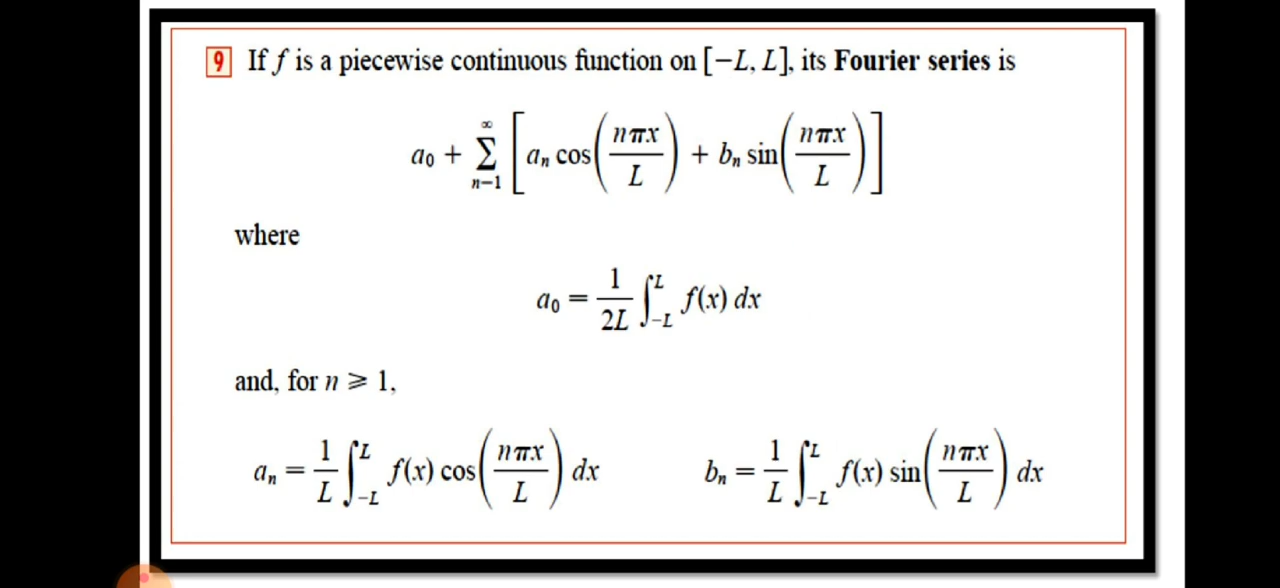 9 If f is a piecewise continuous function on [−L, L], its Fourier series is
a₀ + ∑_{n−1}^{∞} [ aₙ cos(nπx/L) + bₙ sin(nπx/L) ]
where
a₀ = 1/2L ∫_{−L}^{L} f(x) dx
and, for n ⩾ 1,
aₙ = 1/L ∫_{−L}^{L} f(x) cos(nπx/L) dx bₙ = 1/L ∫_{−L}^{L} f(x) sin(nπx/L) dx